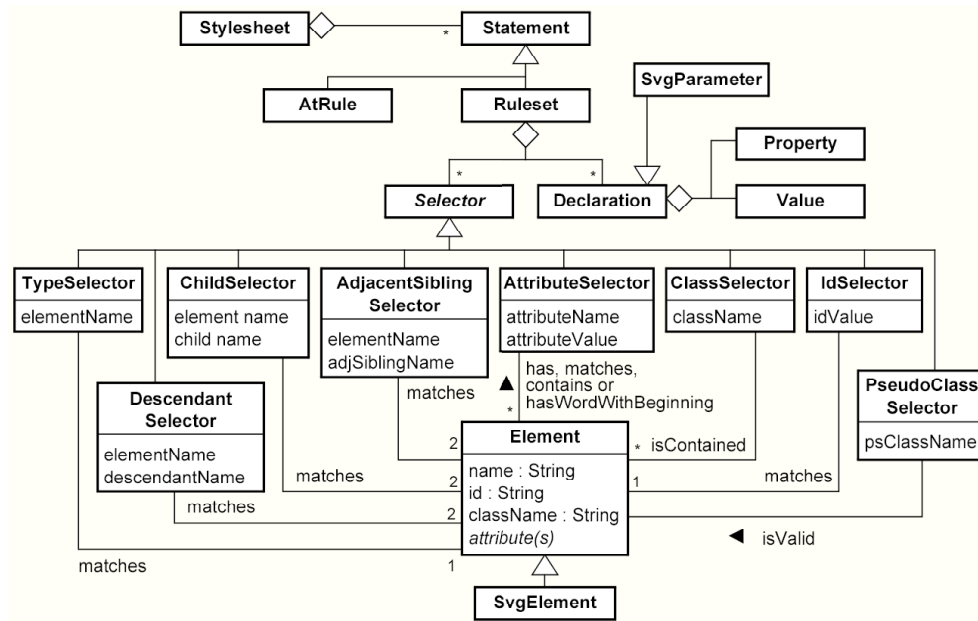 Stylesheet
*
Statement
AtRule
Ruleset
SvgParameter
Property
Value
*
*
Selector
Declaration
TypeSelector
elementName
ChildSelector
element name
child name
AdjacentSibling
Selector
elementName
adjSiblingName
AttributeSelector
attributeName
attributeValue
ClassSelector
className
IdSelector
idValue
Descendant
Selector
elementName
descendantName
PseudoClass
Selector
psClassName
has, matches,
contains or
hasWordWithBeginning
*
matches
2
Element
name : String
id : String
className : String
attribute(s)
* isContained
matches
2
1
matches
matches
2
isValid
matches
1
SvgElement